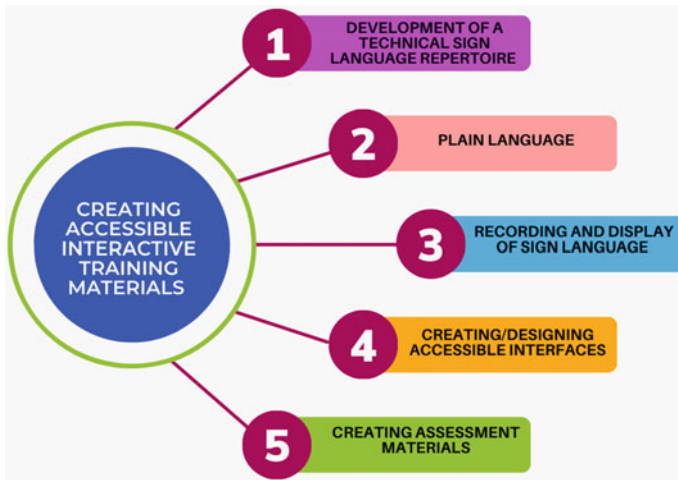 CREATING
ACCESSIBLE
INTERACTIVE
TRAINING
MATERIALS
1
DEVELOPMENT OF A
TECHNICAL SIGN
LANGUAGE REPERTOIRE
2
PLAIN LANGUAGE
3
RECORDING AND DISPLAY
OF SIGN LANGUAGE
4
CREATING/DESIGNING
ACCESSIBLE INTERFACES
5
CREATING ASSESSMENT
MATERIALS